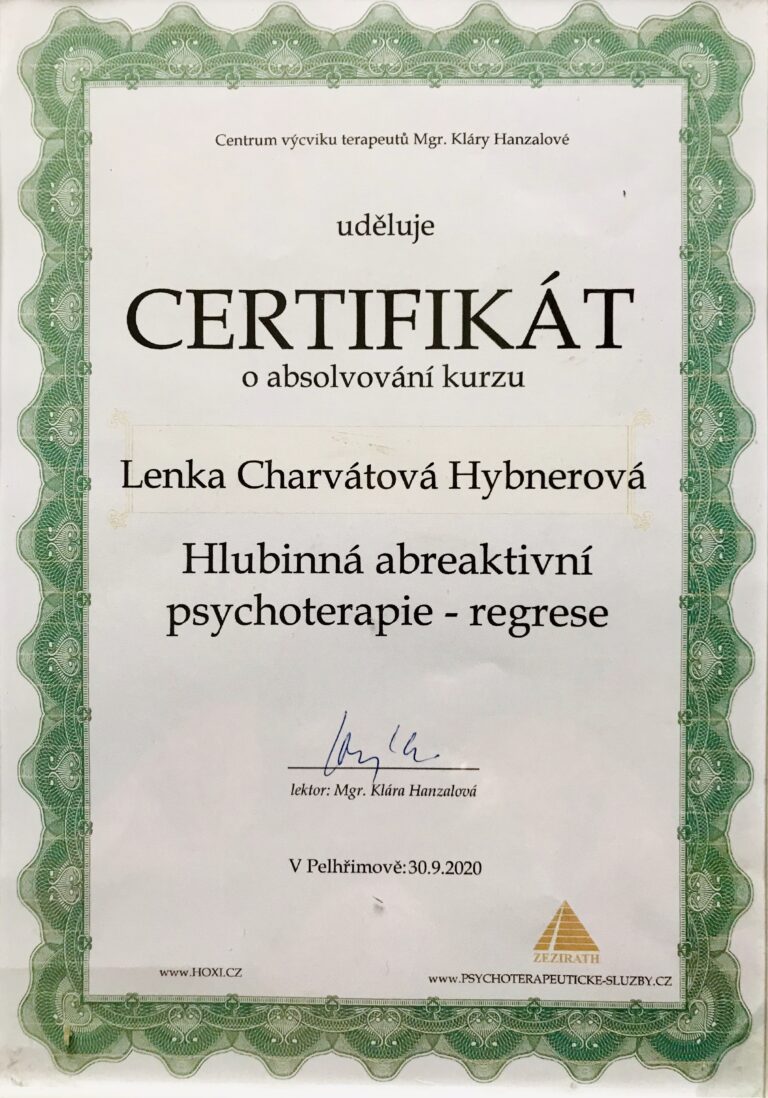 Centrum výcviku terapeutů Mgr. Kláry Hanzalové
uděluje
CERTIFIKÁT
o absolvování kurzu
Lenka Charvátová Hybnerová
Hlubinná abreaktivní
psychoterapie - regrese
lektor: Mgr. Klára Hanzalová
V Pelhřimově:30.9.2020
ZEZIRATH
www.HOXI.CZ
www.PSYCHOTERAPEUTICKE-SLUZBY.CZ